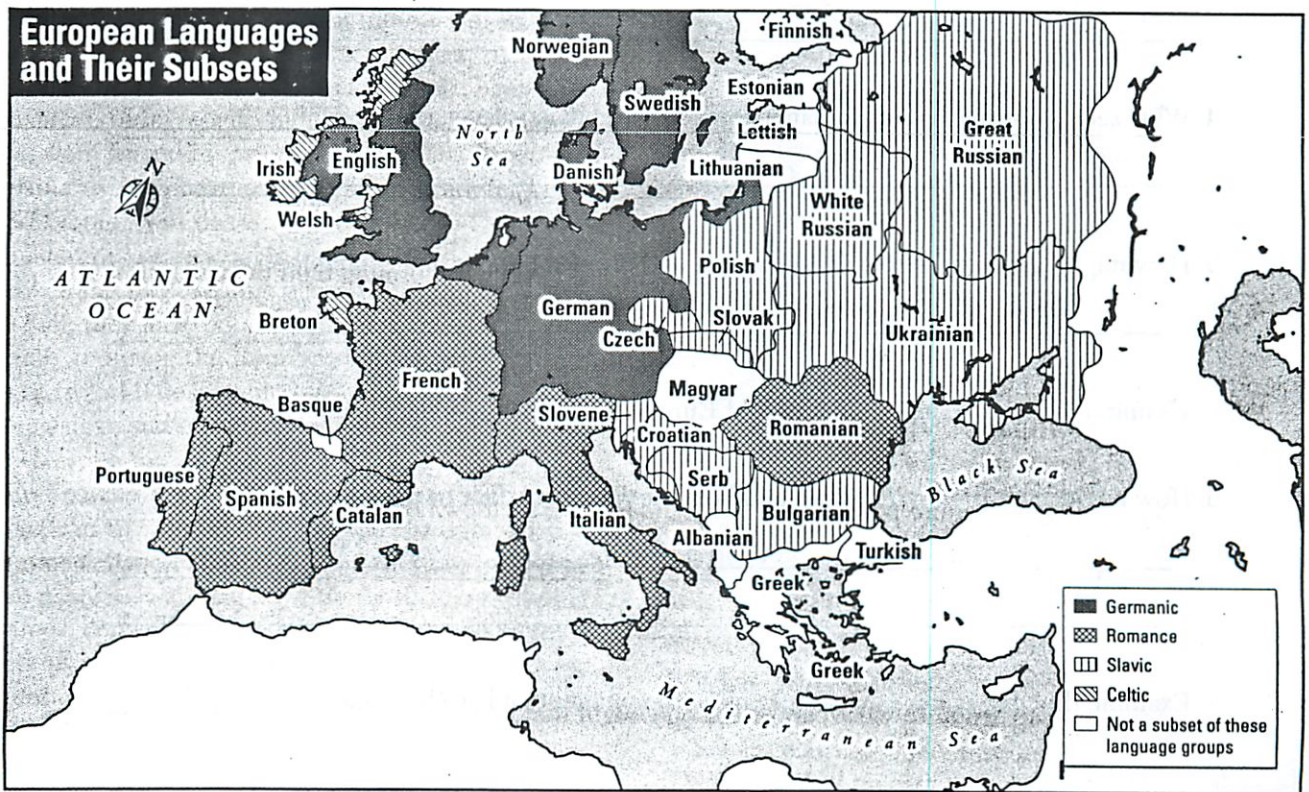 European Languages
and Their Subsets
Norwegian
Finnish
Estonian
Swedish
Lettish
North
Sea
Great
Russian
Irish
English
Danish
Lithuanian
Welsh
White
Russian
ATLANTIC
OCEAN
Polish
German
Breton
Slovak
Czech
Ukrainian
French
Magyar
Basque
Slovene
Croatian
Romanian
Portuguese
Spanish
Serb
Black Sea
Catalan
Italian
Bulgarian
Albanian
Turkish
Greek
Greek
Mediterranean Sea
N
Germanic
Romance
Slavic
Celtic
Not a subset of these
language groups